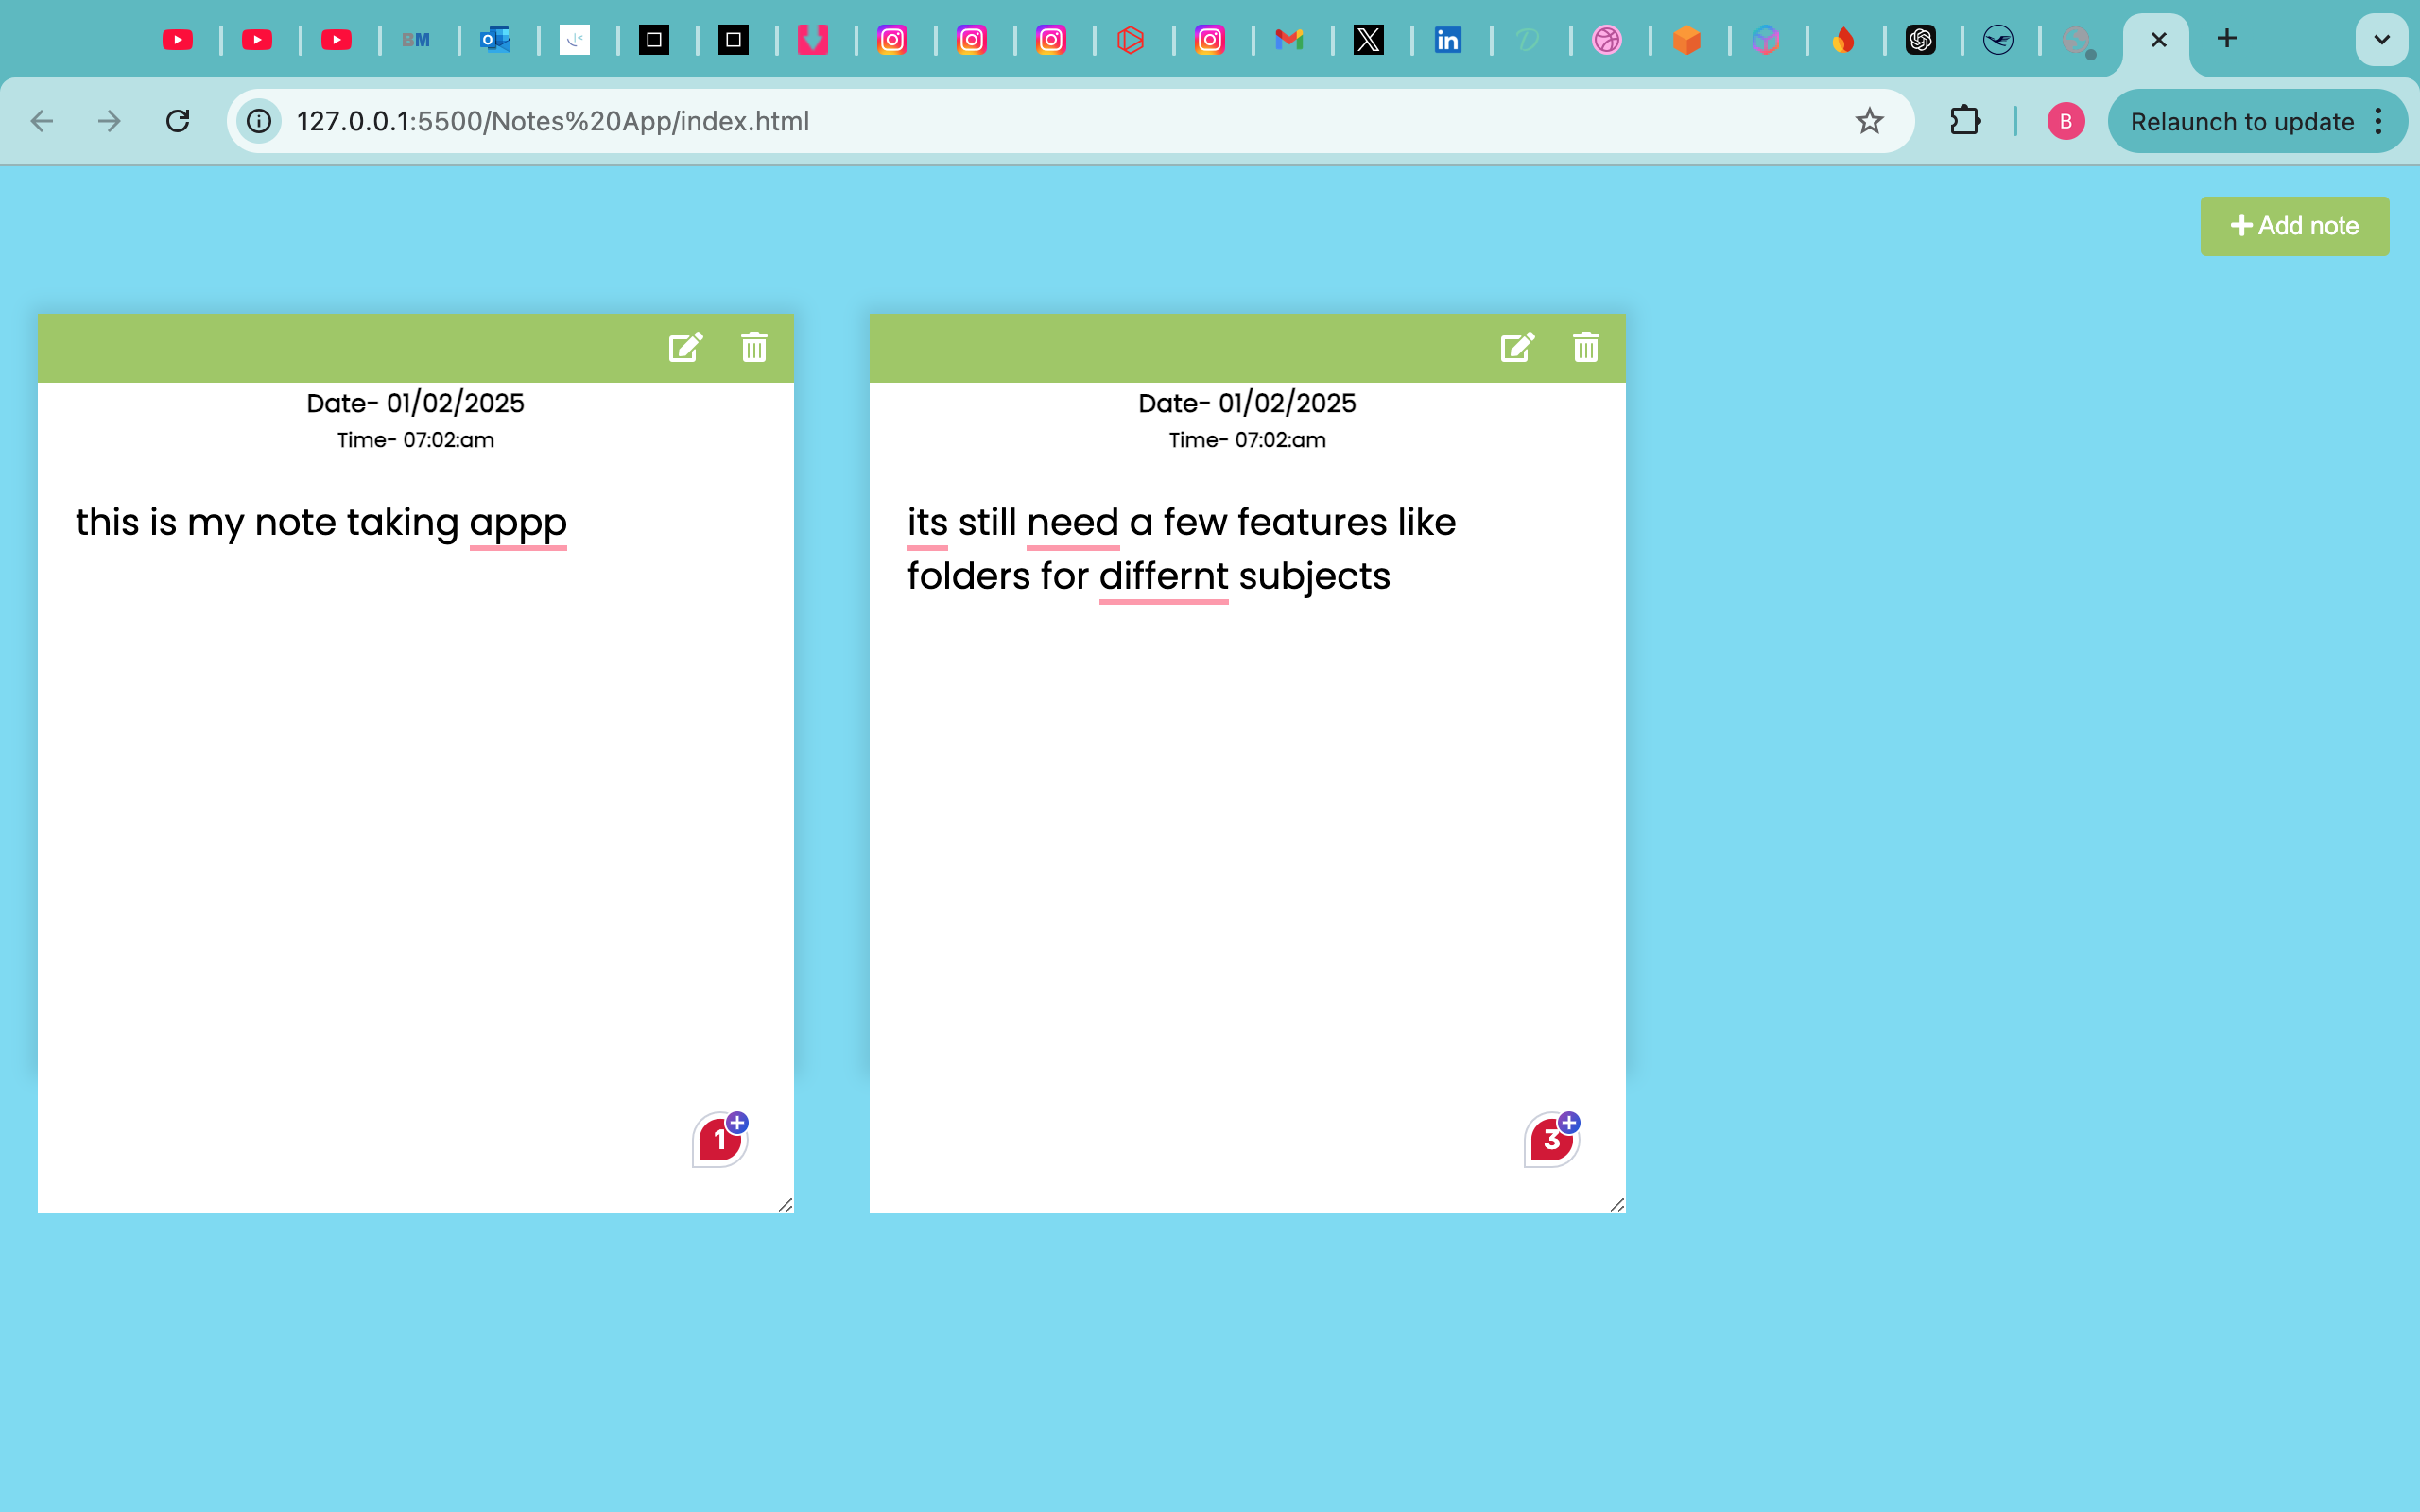 BM
127.0.0.1:5500/Notes%20App/index.html
B
Relaunch to update
Add note
Date- 01/02/2025
Time- 07:02:am
this is my note taking appp
1
Date- 01/02/2025
Time- 07:02:am
its still need a few features like
folders for differnt subjects
3